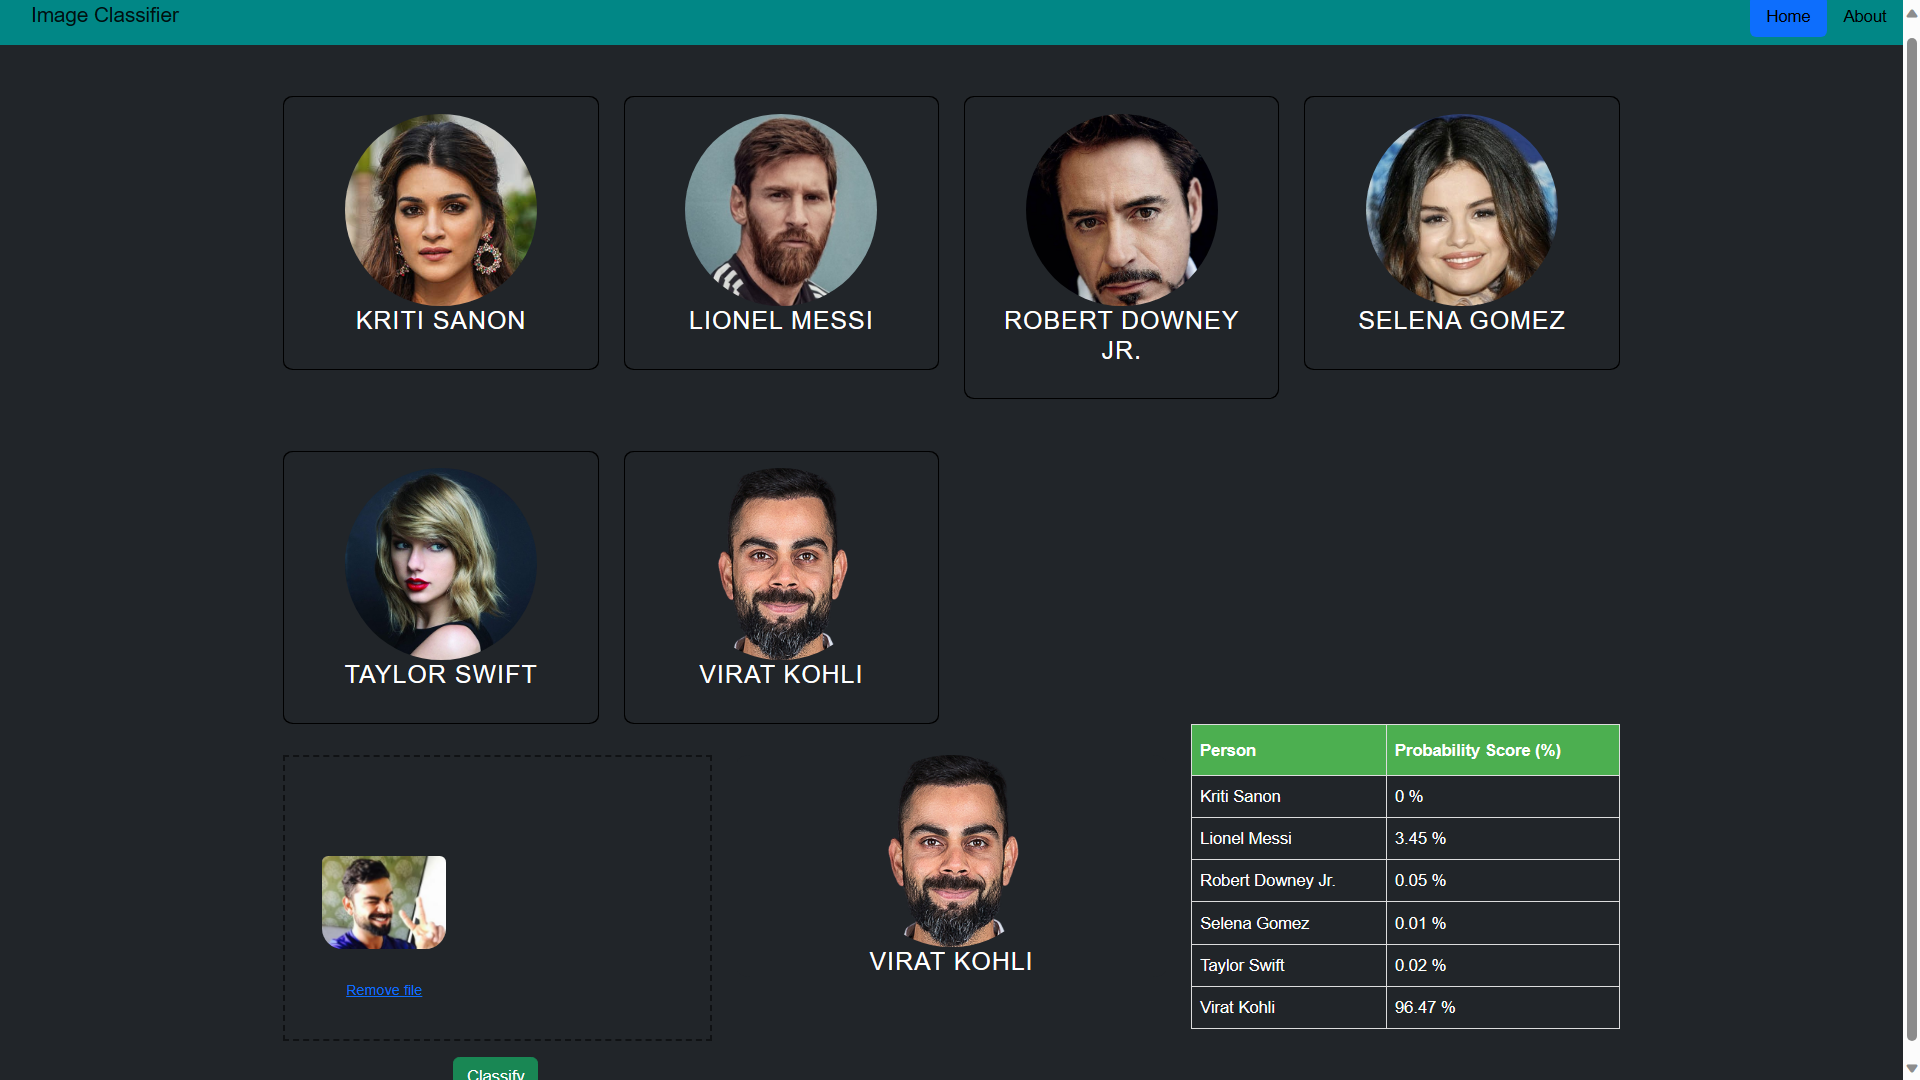 Image Classifier
Home
About
KRITI SANON
LIONEL MESSI
ROBERT DOWNEY
JR.
SELENA GOMEZ
TAYLOR SWIFT
VIRAT KOHLI
Remove file
Classify
VIRAT KOHLI
Person Probability Score (%)
Kriti Sanon 0 %
Lionel Messi 3.45 %
Robert Downey Jr. 0.05 %
Selena Gomez 0.01 %
Taylor Swift 0.02 %
Virat Kohli 96.47 %